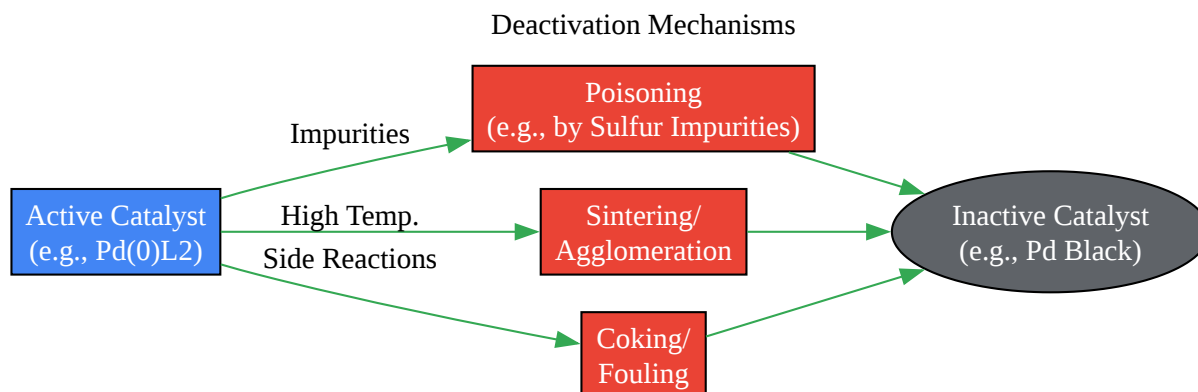 Deactivation Mechanisms
Poisoning
(e.g., by Sulfur Impurities)
Impurities
Active Catalyst
(e.g., Pd(0)L2)
High Temp.
Side Reactions
Sintering/
Agglomeration
Inactive Catalyst
(e.g., Pd Black)
Coking/
Fouling